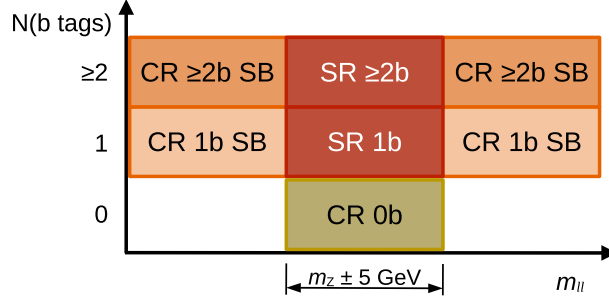 N(b tags)
≥2 CR ≥2b SB SR ≥2b CR ≥2b SB
1 CR 1b SB SR 1b CR 1b SB
0 CR 0b
mZ ± 5 GeV
mll